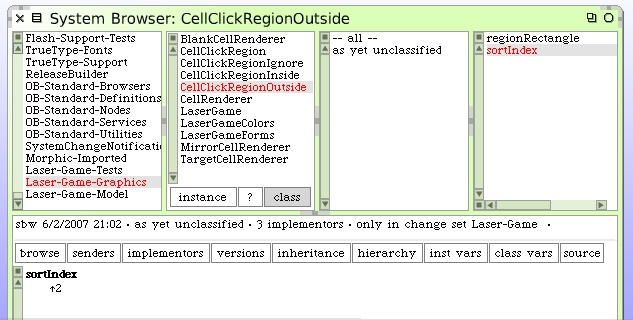 System Browser: CellClickRegionOutside
Flash-Support-Tests
TrueType-Fonts
TrueType-Support
ReleaseBuilder
OB-Standard-Browsers
OB-Standard-Definitions
OB-Standard-Nodes
OB-Standard-Services
OB-Standard-Utilities
SystemChangeNotificati
Morphic-Imported
Laser-Game-Tests
Laser-Game-Graphics
Laser-Game-Model
BlankCellRenderer
CellClickRegion
CellClickRegionIgnore
CellClickRegionInside
CellClickRegionOutside
CellRenderer
LaserGame
LaserGameColors
LaserGameForms
MirrorCellRenderer
TargetCellRenderer
instance ? class
-- all --
as yet unclassified
regionRectangle
sortIndex
sbw 6/2/2007 21:02 · as yet unclassified · 3 implementors · only in change set Laser-Game ·
browse senders implementors versions inheritance hierarchy inst vars class vars source
sortIndex
↑2